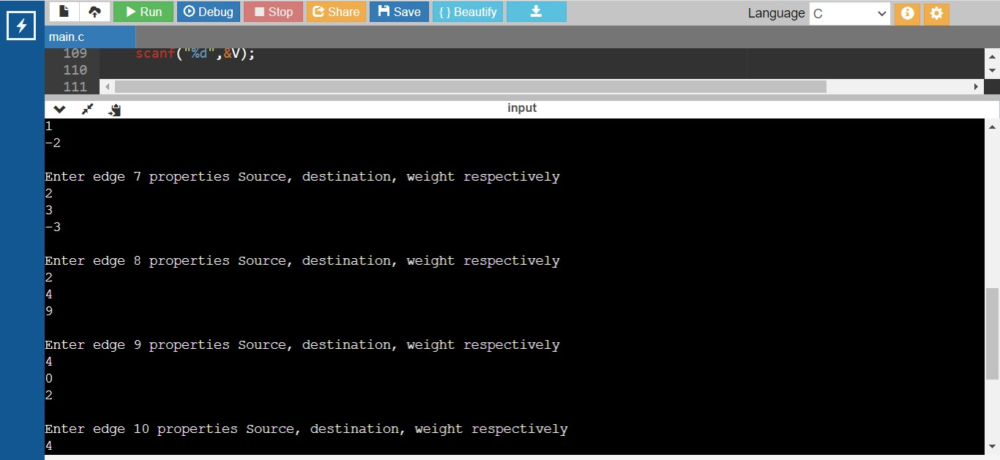 Run Debug Stop Share Save {} Beautify Language C
main.c
109 scanf("%d",&V);
110
111
input
1
-2
Enter edge 7 properties Source, destination, weight respectively
2
3
-3
Enter edge 8 properties Source, destination, weight respectively
2
4
9
Enter edge 9 properties Source, destination, weight respectively
4
0
2
Enter edge 10 properties Source, destination, weight respectively
4